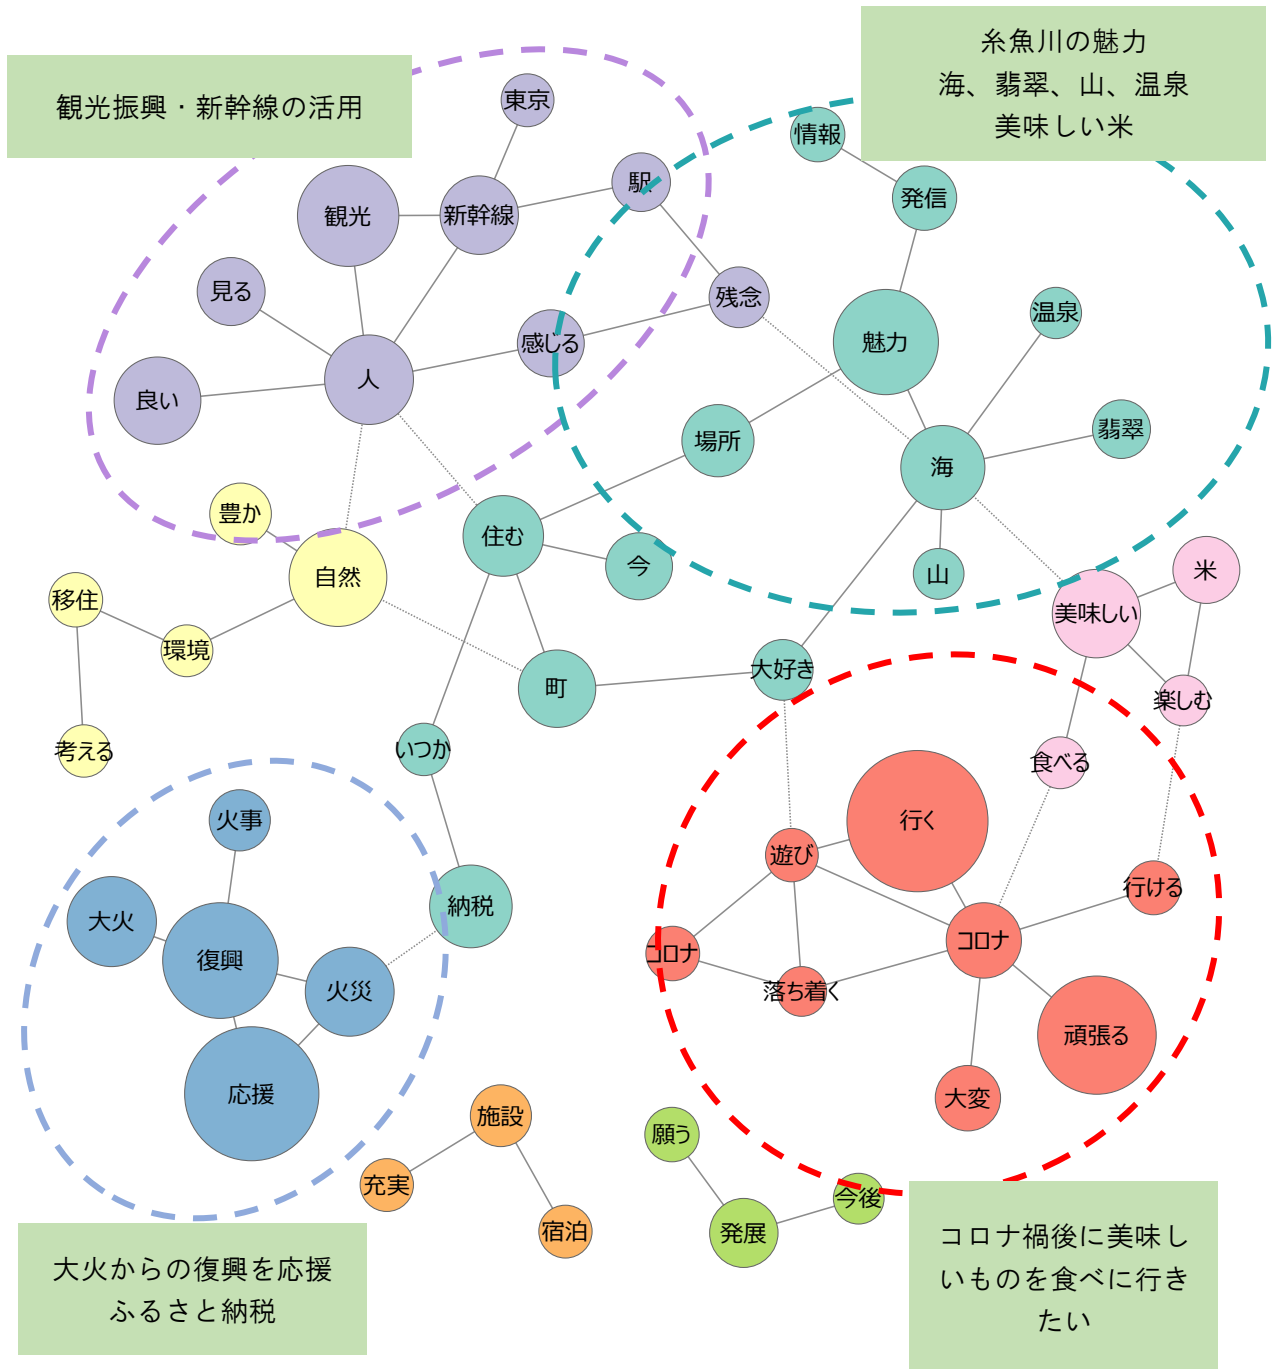 糸魚川の魅力
海、翡翠、山、温泉
美味しい米
観光振興・新幹線の活用
東京
情報
駅
発信
観光
新幹線
見る
残念
温泉
感じる
魅力
人
良い
翡翠
場所
海
豊か
住む
今
山
米
自然
移住
美味しい
環境
大好き
町
楽しむ
考える
いつか
食べる
火事
行く
遊び
行ける
納税
大火
復興
コロナ
コロナ
火災
落ち着く
頑張る
応援
大変
施設
願う
充実
今後
宿泊
発展
大火からの復興を応援
ふるさと納税
コロナ禍後に美味し
いものを食べに行き
たい